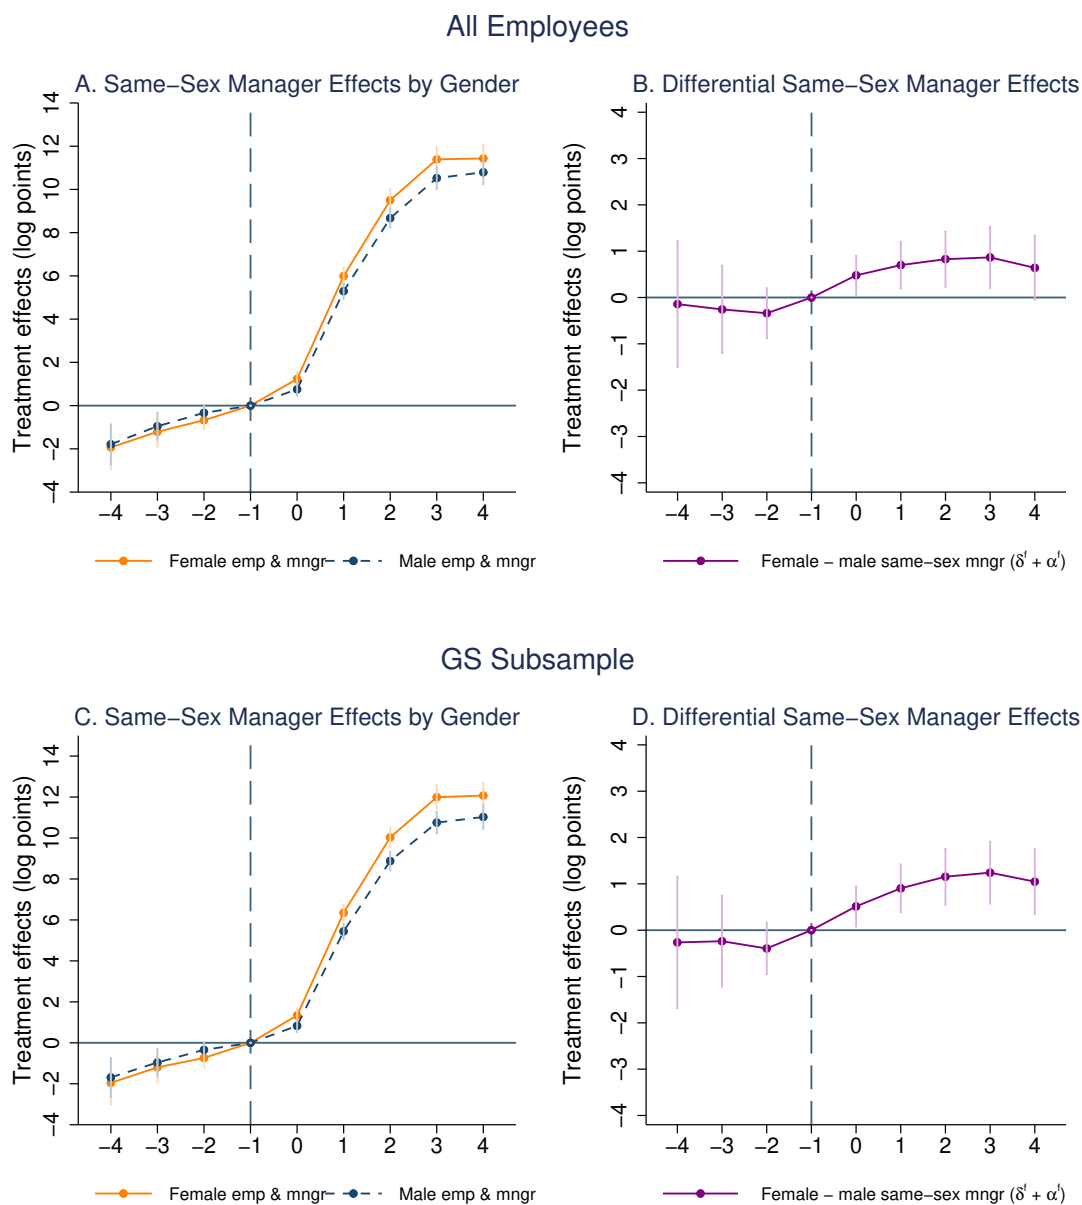 All Employees
A. Same−Sex Manager Effects by Gender
Treatment effects (log points)
14
12
10
8
6
4
2
0
−2
−4
−4 −3 −2 −1 0 1 2 3 4
Female emp & mngr Male emp & mngr
B. Differential Same−Sex Manager Effects
Treatment effects (log points)
4
3
2
1
0
−1
−2
−3
−4
−4 −3 −2 −1 0 1 2 3 4
Female − male same−sex mngr (δᶠ + αᶠ)
GS Subsample
C. Same−Sex Manager Effects by Gender
Treatment effects (log points)
14
12
10
8
6
4
2
0
−2
−4
−4 −3 −2 −1 0 1 2 3 4
Female emp & mngr Male emp & mngr
D. Differential Same−Sex Manager Effects
Treatment effects (log points)
4
3
2
1
0
−1
−2
−3
−4
−4 −3 −2 −1 0 1 2 3 4
Female − male same−sex mngr (δᶠ + αᶠ)